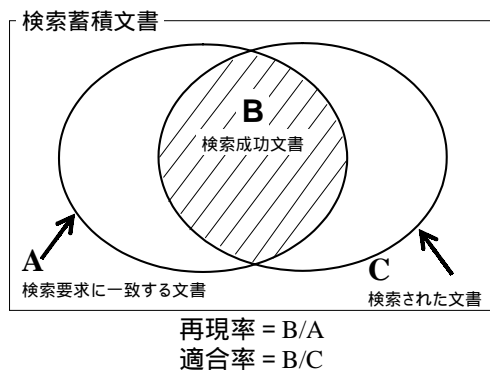 検索蓄積文書
B
検索成功文書
A
検索要求に一致する文書
C
検索された文書
再現率 = B/A
適合率 = B/C